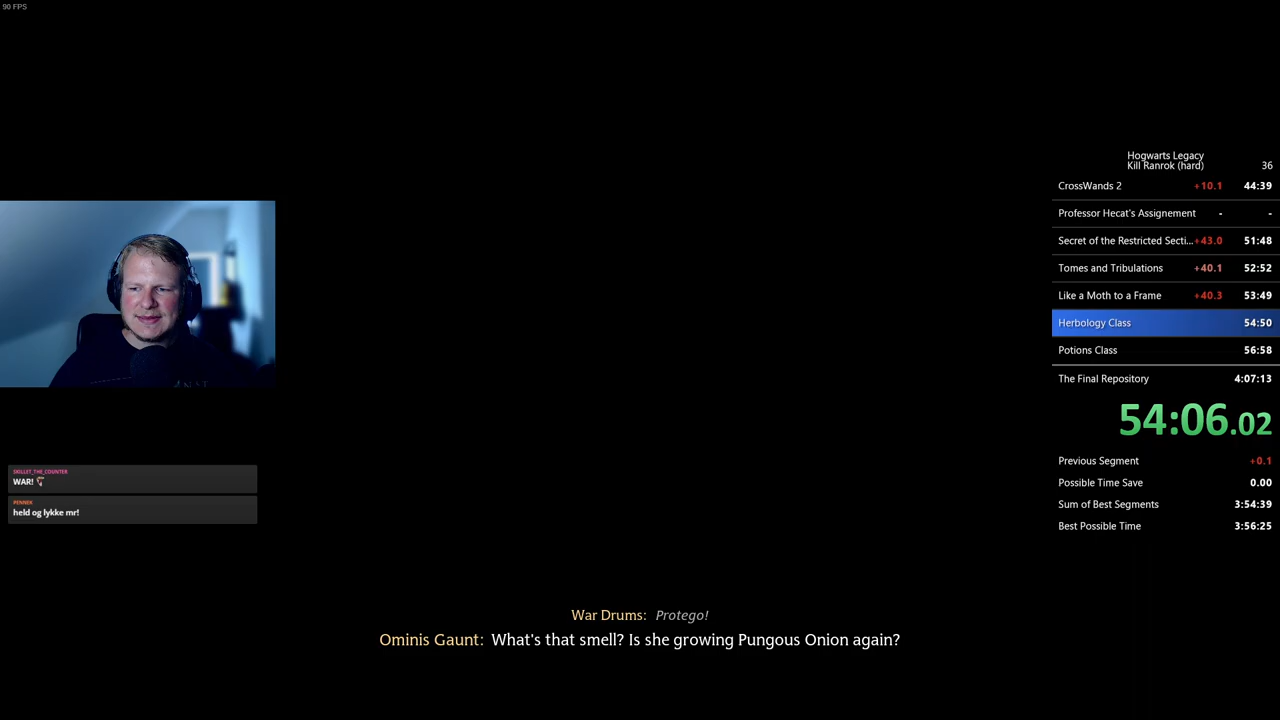 90 FPS
Hogwarts Legacy
Kill Ranrok (hard) 36
CrossWands 2 +10.1 44:39
Professor Hecat's Assignement - -
Secret of the Restricted Secti... +43.0 51:48
Tomes and Tribulations +40.1 52:52
Like a Moth to a Frame +40.3 53:49
Herbology Class 54:50
Potions Class 56:58
The Final Repository 4:07:13
54:06.02
Previous Segment +0.1
Possible Time Save 0.00
Sum of Best Segments 3:54:39
Best Possible Time 3:56:25
SKILLET_THE_COUNTER
WAR!
PENNEK
held og lykke mr!
War Drums: Protego!
Ominis Gaunt: What's that smell? Is she growing Pungous Onion again?